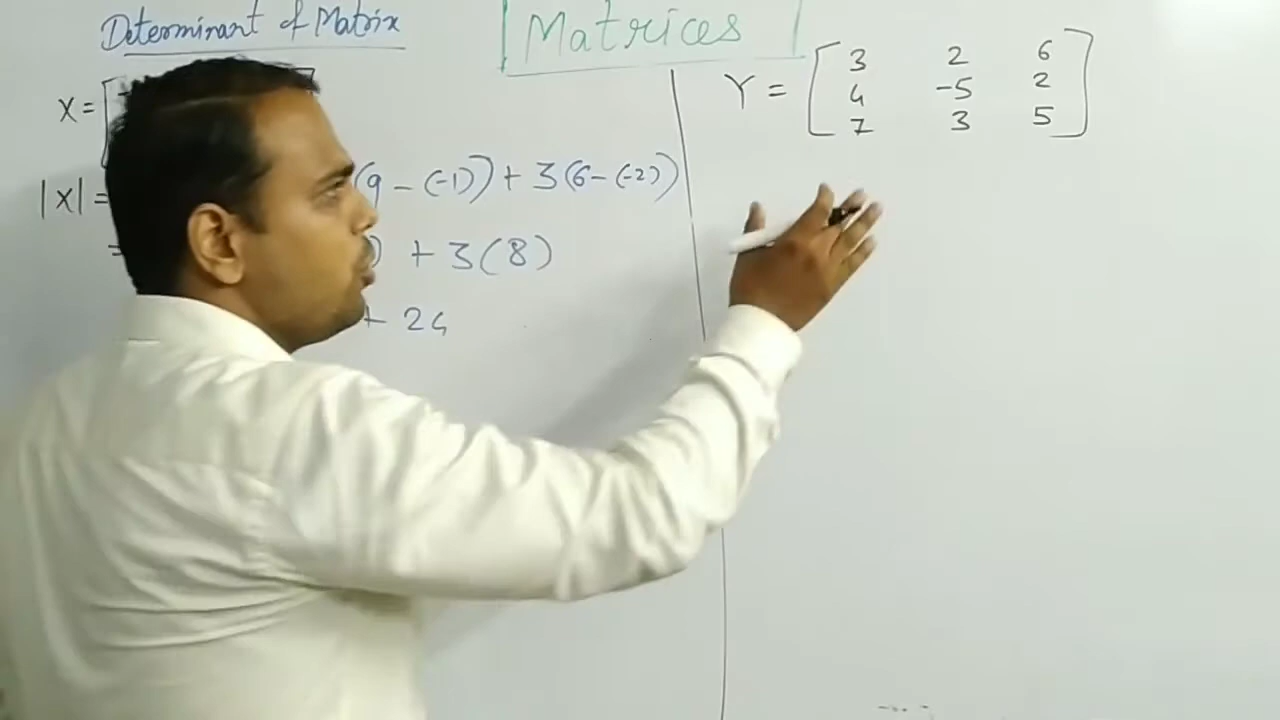 Determinant of Matrix
Matrices
X = [
|X| = (9 - (-1)) + 3(6 - (-2))
+ 3(8)
+ 24
Y = [ 3 2 6
4 -5 2
7 3 5 ]